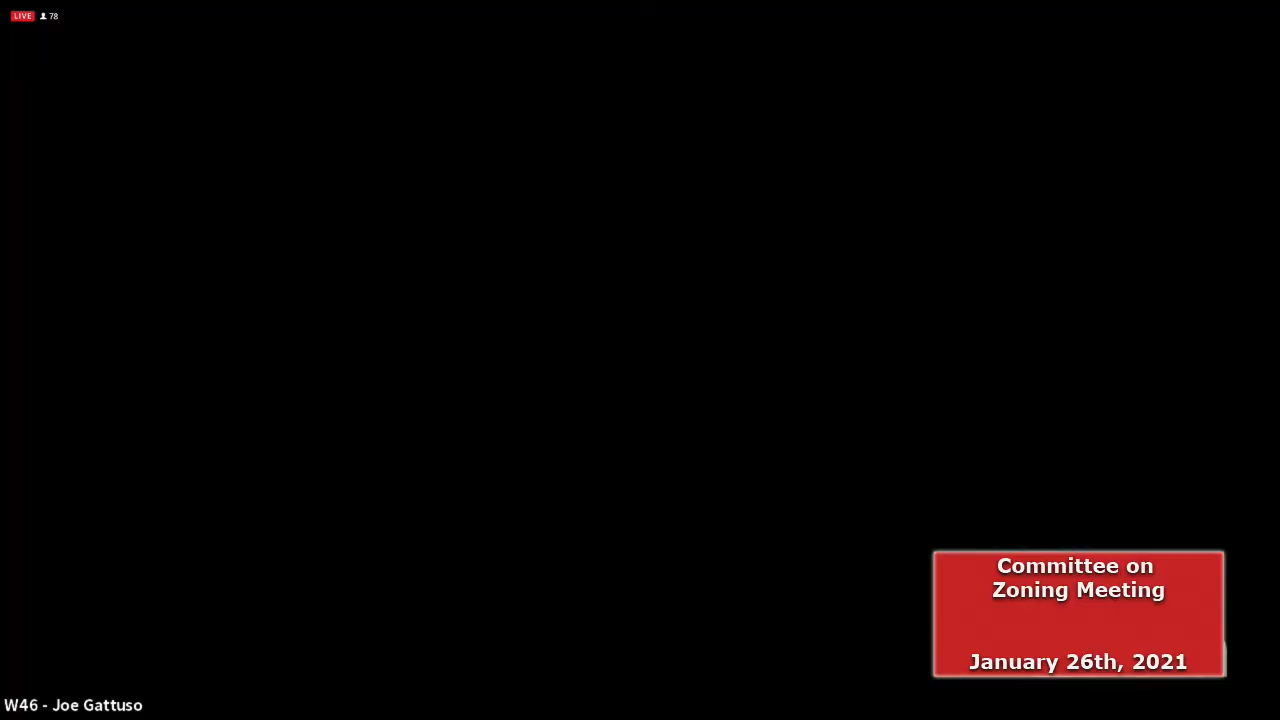 LIVE 78
Committee on
Zoning Meeting
January 26th, 2021
W46 - Joe Gattuso